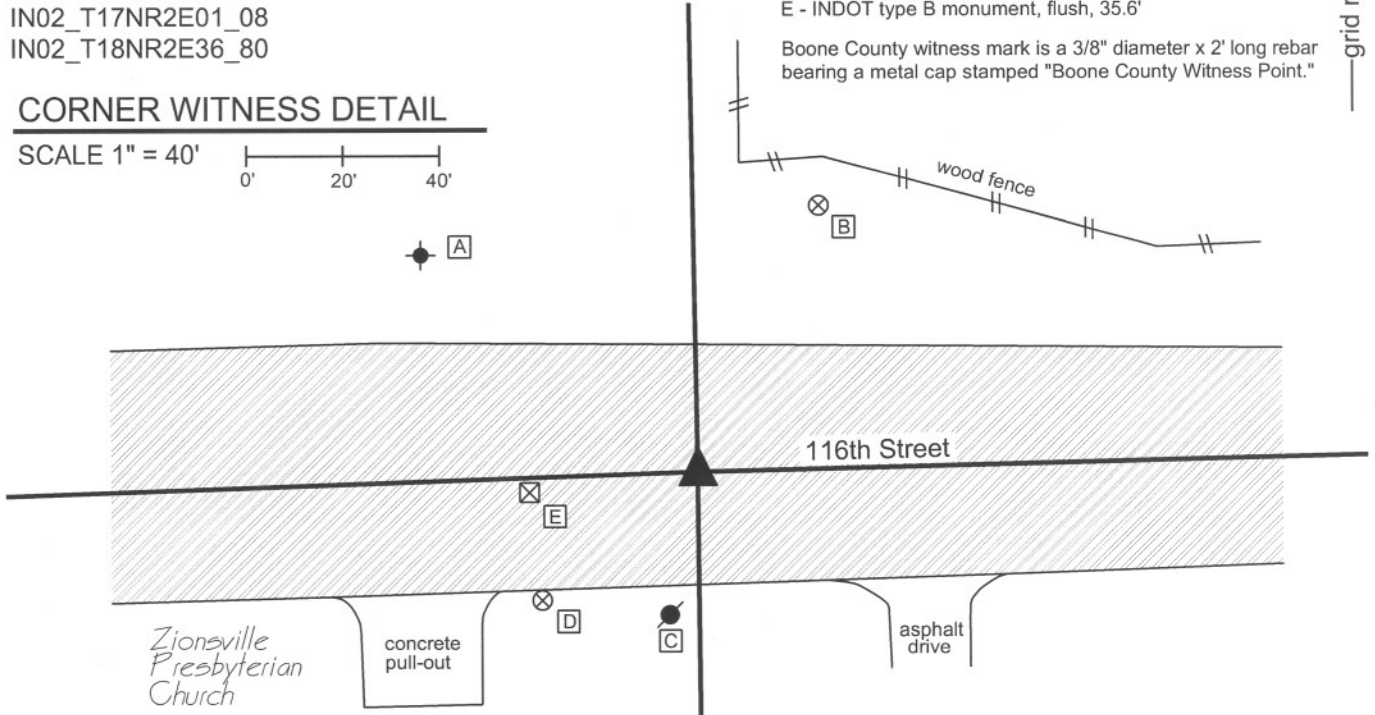 IN02_T17NR2E01_08
IN02_T18NR2E36_80
CORNER WITNESS DETAIL
SCALE 1" = 40'
0' 20' 40'
E - INDOT type B monument, flush, 35.6'
Boone County witness mark is a 3/8" diameter x 2' long rebar
bearing a metal cap stamped "Boone County Witness Point."
grid
wood fence
A
B
116th Street
E
D
C
Zionsville
Presbyterian
Church
concrete
pull-out
asphalt
drive